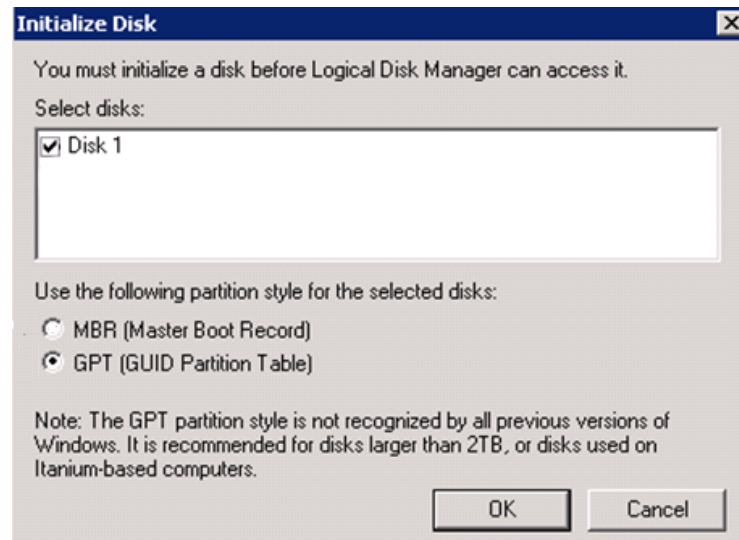 Initialize Disk
You must initialize a disk before Logical Disk Manager can access it.
Select disks:
Disk 1
Use the following partition style for the selected disks:
MBR (Master Boot Record)
GPT (GUID Partition Table)
Note: The GPT partition style is not recognized by all previous versions of
Windows. It is recommended for disks larger than 2TB, or disks used on
Itanium-based computers.
OK Cancel